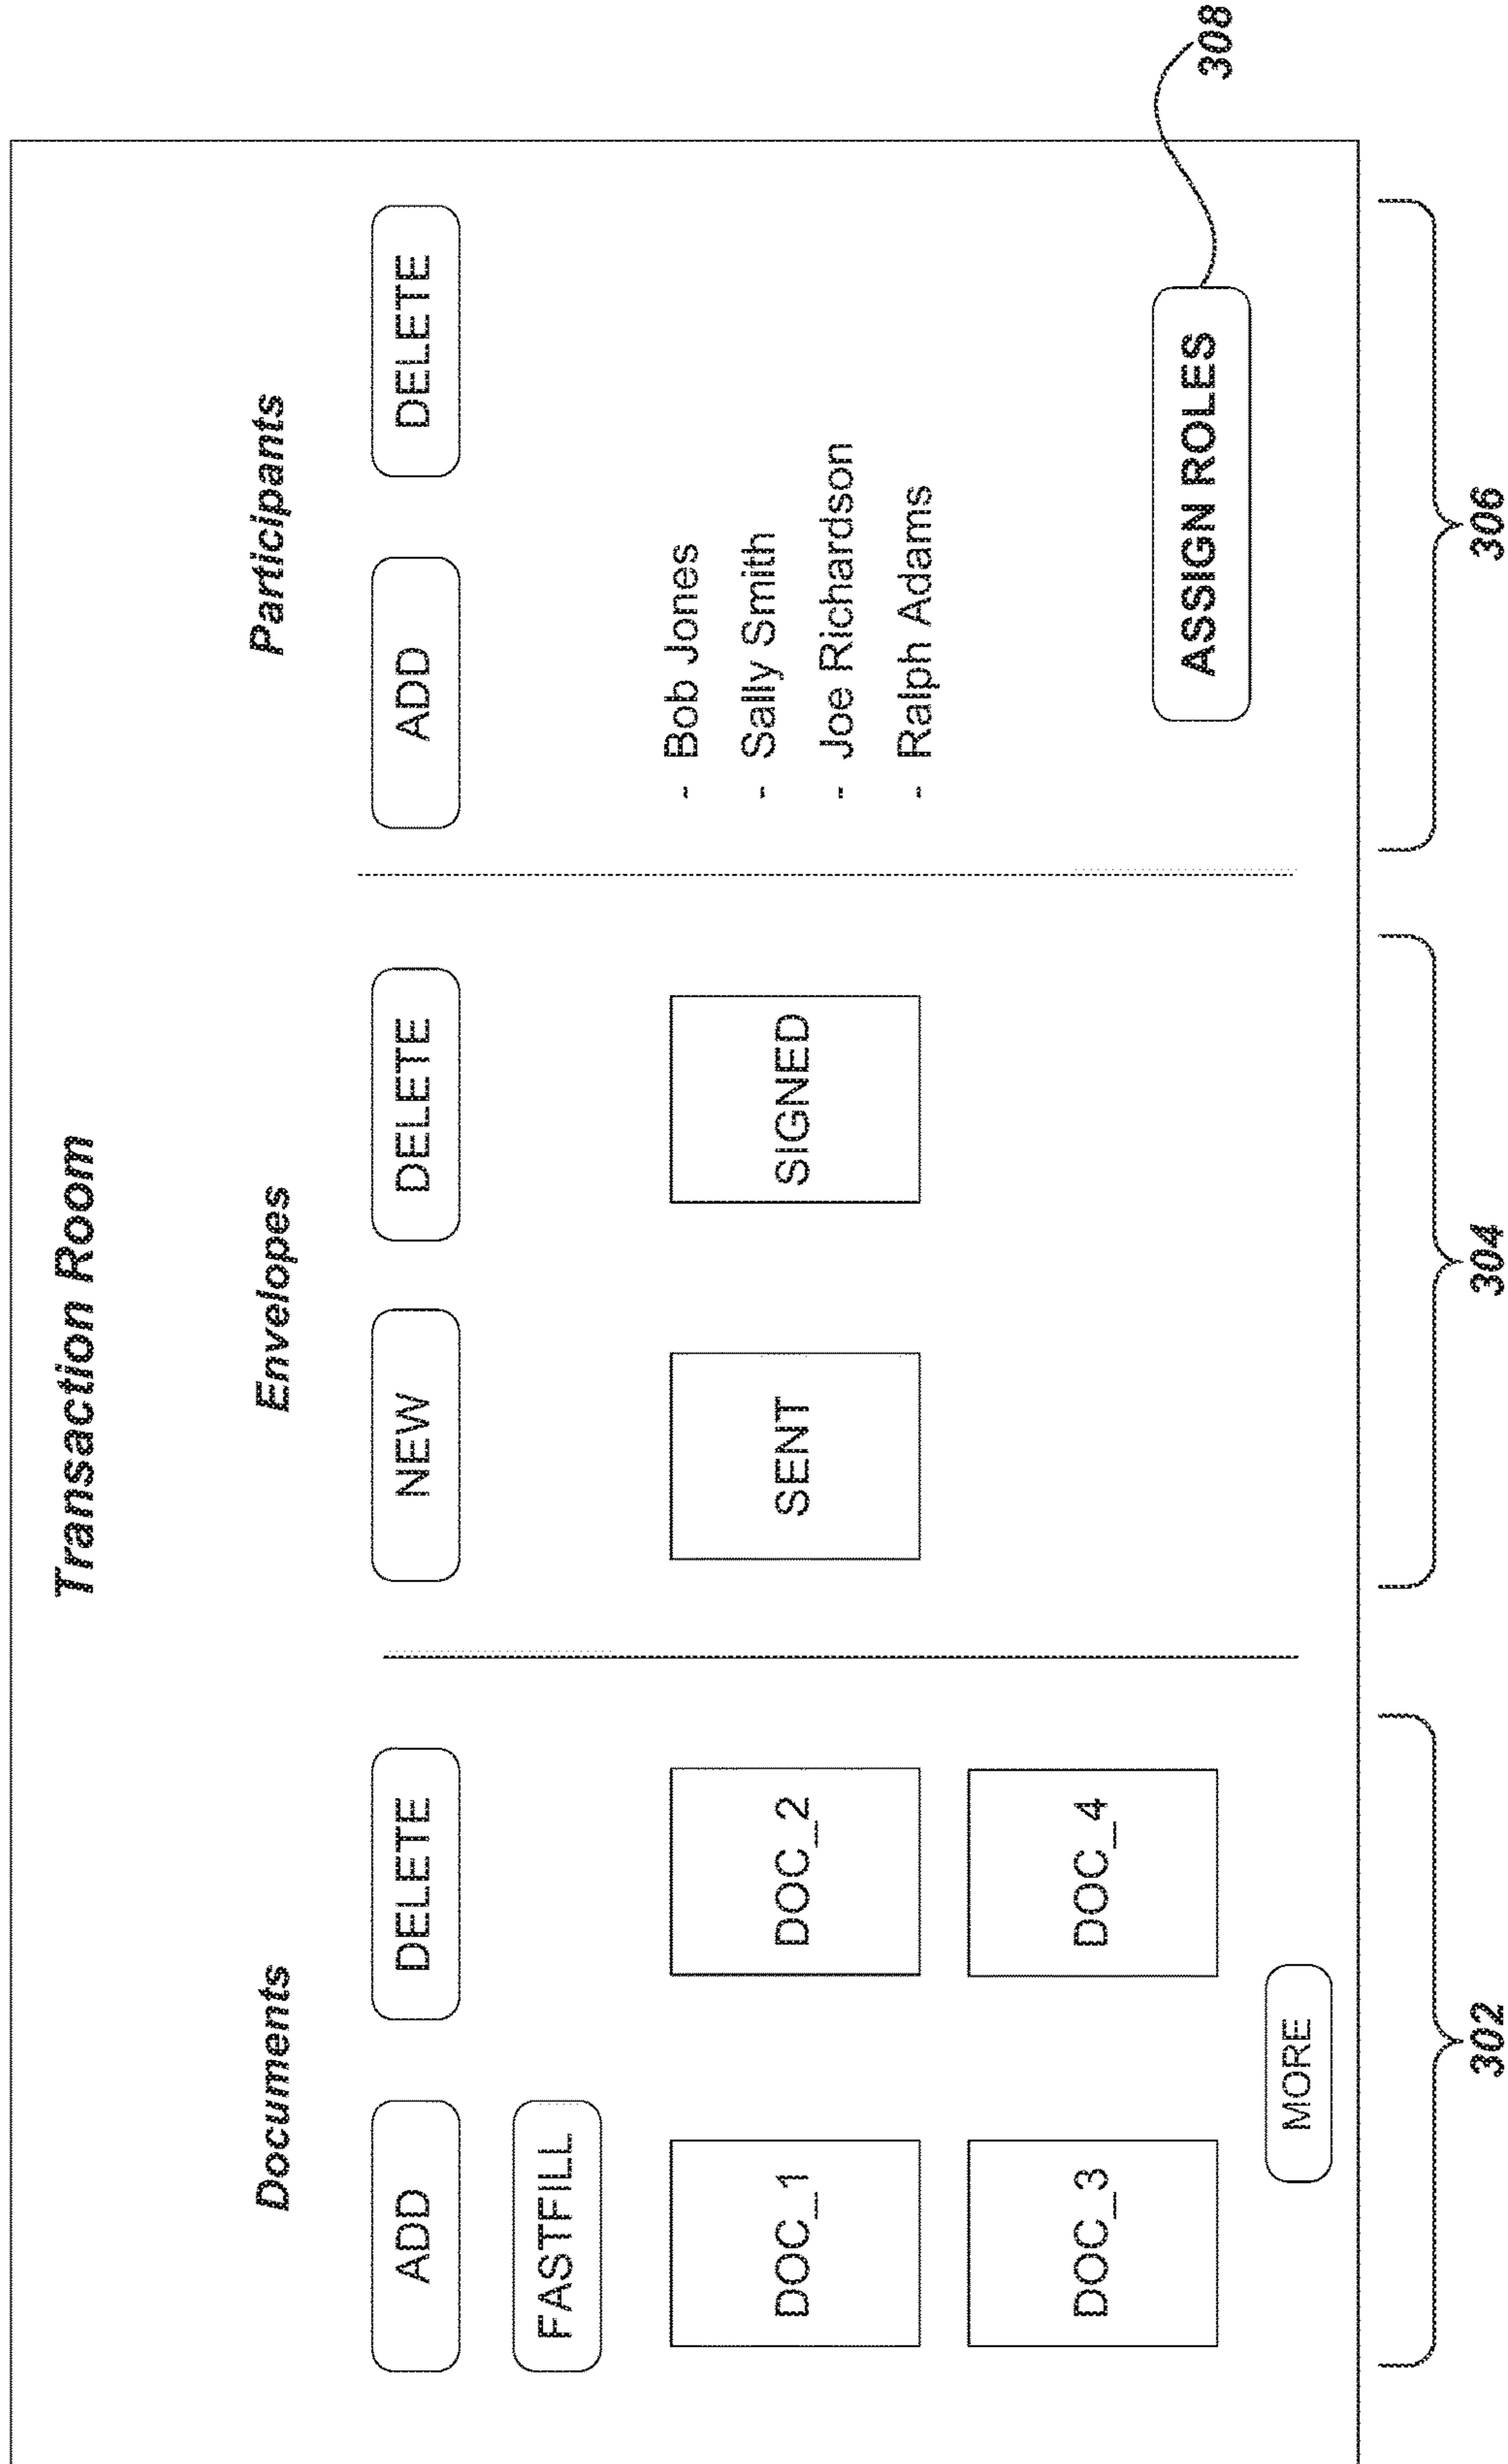 Transaction Room
Documents
ADD
DELETE
FASTFILL
DOC_1
DOC_2
DOC_3
DOC_4
MORE
302
Envelopes
NEW
DELETE
SENT
SIGNED
304
Participants
ADD
DELETE
- Bob Jones
- Sally Smith
- Joe Richardson
- Ralph Adams
ASSIGN ROLES
308
306